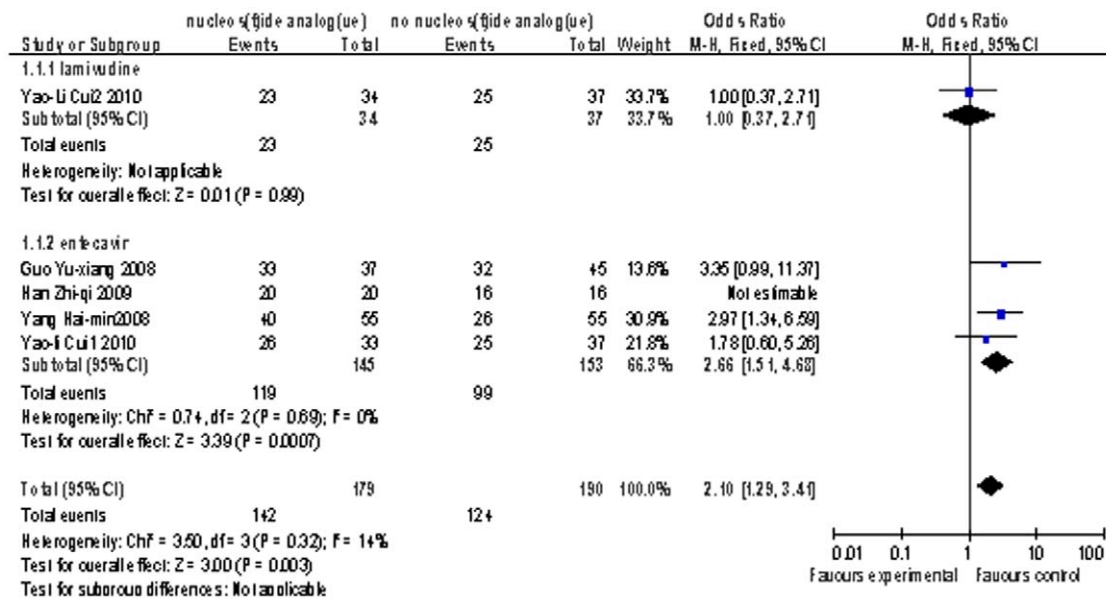 nucleos(t)ide analog(ue) no nucleos(t)ide analog(ue) Odds Ratio Odds Ratio
Study or Subgroup Events Total Events Total Weight M-H, Fixed, 95% CI M-H, Fixed, 95% CI
1.1.1 lamivudine
Yao-Li Cui2 2010 23 34 25 37 33.7% 1.00 [0.37, 2.71]
Subtotal (95% CI) 34 37 33.7% 1.00 [0.37, 2.71]
Total events 23 25
Heterogeneity: Not applicable
Test for overall effect: Z = 0.01 (P = 0.99)
1.1.2 entecavir
Guo Yu-xiang 2008 33 37 32 45 13.6% 3.35 [0.99, 11.37]
Han Zhi-qi 2009 20 20 16 16 Not estimable
Yang Hai-min2008 40 55 26 55 30.9% 2.97 [1.34, 6.59]
Yao-li Cui1 2010 26 33 25 37 21.8% 1.78 [0.60, 5.26]
Subtotal (95% CI) 145 153 66.3% 2.66 [1.51, 4.68]
Total events 119 99
Heterogeneity: Chi² = 0.74, df = 2 (P = 0.69); I² = 0%
Test for overall effect: Z = 3.39 (P = 0.0007)
Total (95% CI) 179 190 100.0% 2.10 [1.29, 3.41]
Total events 142 124
Heterogeneity: Chi² = 3.50, df = 3 (P = 0.32); I² = 14%
Test for overall effect: Z = 3.00 (P = 0.003)
Test for subgroup differences: Not applicable
0.01 0.1 1 10 100
Favours experimental Favours control